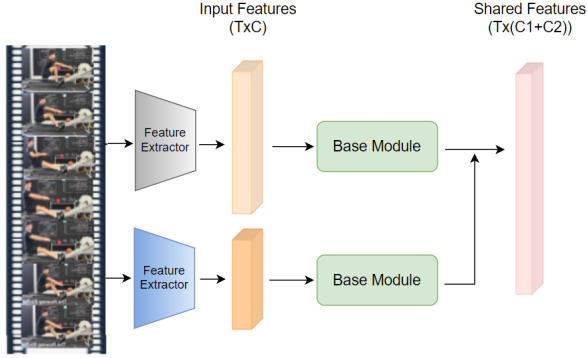 Input Features
(TxC)
Shared Features
(Tx(C1+C2))
Feature
Extractor
Base Module
Feature
Extractor
Base Module